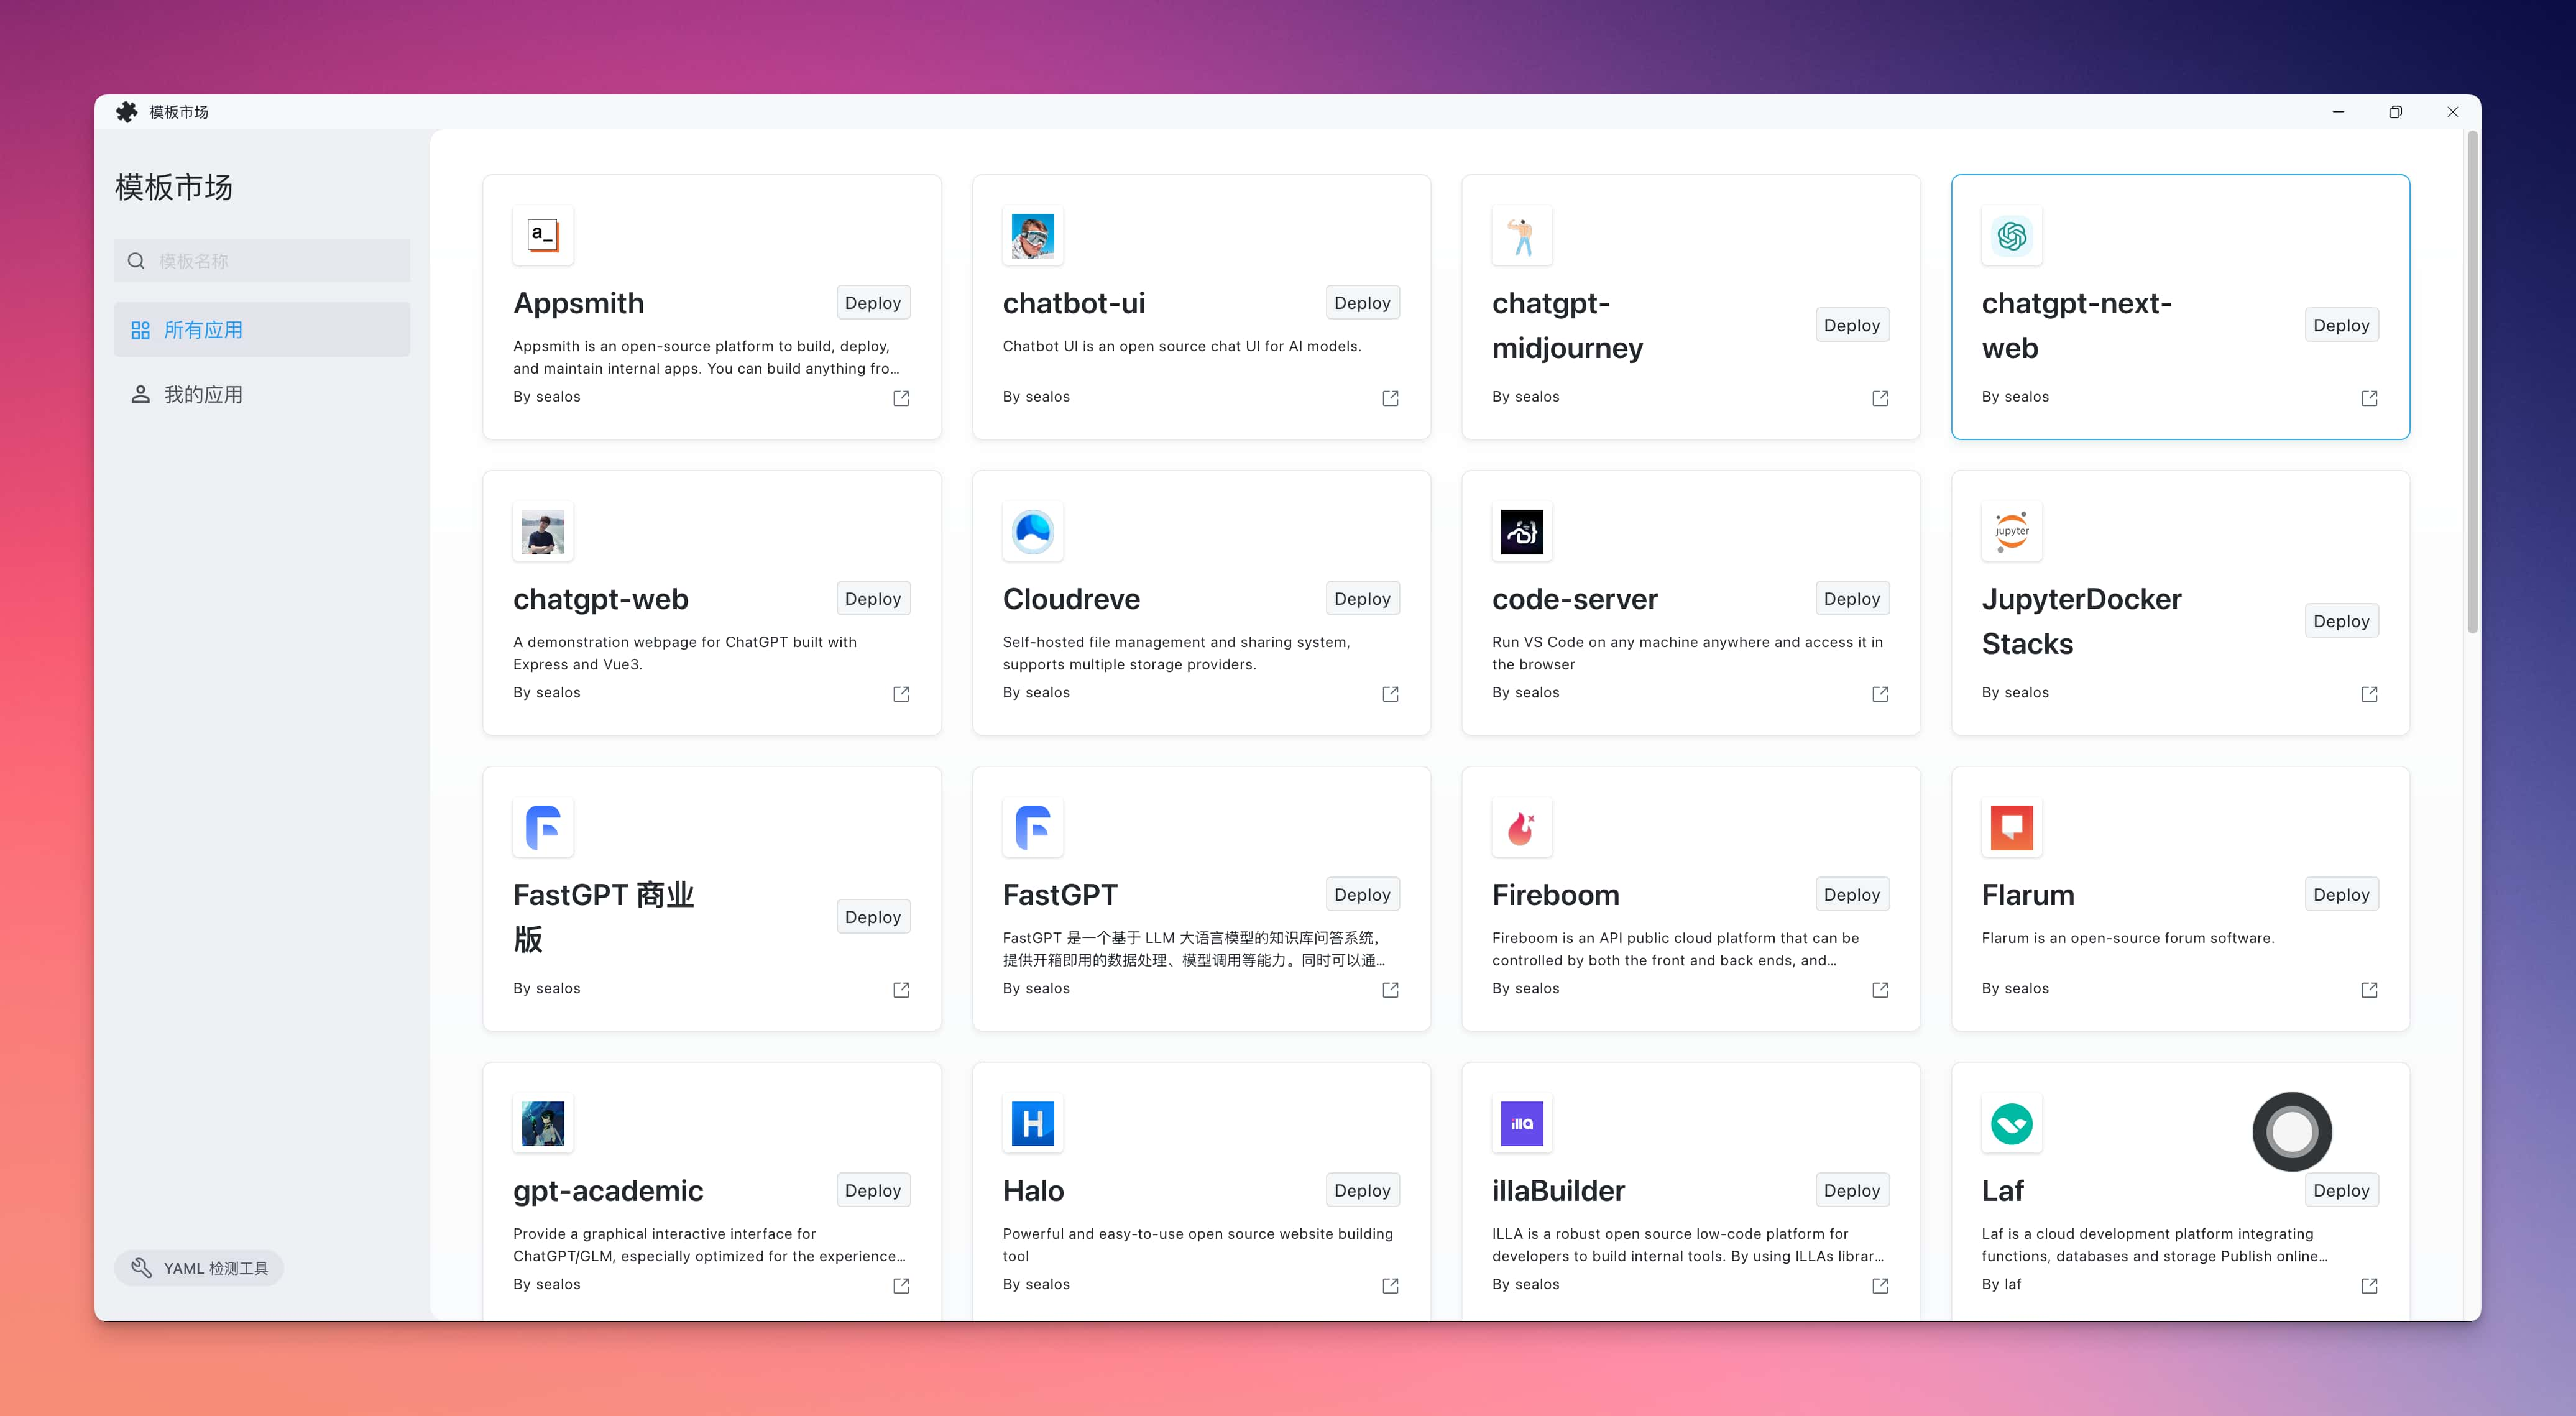 模板市场
模板市场
模板名称
所有应用
我的应用
YAML 检测工具
a_
Appsmith
Deploy
Appsmith is an open-source platform to build, deploy,
and maintain internal apps. You can build anything fro...
By sealos
chatbot-ui
Deploy
Chatbot UI is an open source chat UI for AI models.
By sealos
chatgpt-
midjourney
Deploy
By sealos
chatgpt-next-
web
Deploy
By sealos
chatgpt-web
Deploy
A demonstration webpage for ChatGPT built with
Express and Vue3.
By sealos
Cloudreve
Deploy
Self-hosted file management and sharing system,
supports multiple storage providers.
By sealos
code-server
Deploy
Run VS Code on any machine anywhere and access it in
the browser
By sealos
jupyter
JupyterDocker
Stacks
Deploy
By sealos
FastGPT 商业
版
Deploy
By sealos
FastGPT
Deploy
FastGPT 是一个基于 LLM 大语言模型的知识库问答系统，
提供开箱即用的数据处理、模型调用等能力。同时可以通...
By sealos
Fireboom
Deploy
Fireboom is an API public cloud platform that can be
controlled by both the front and back ends, and...
By sealos
Flarum
Deploy
Flarum is an open-source forum software.
By sealos
gpt-academic
Deploy
Provide a graphical interactive interface for
ChatGPT/GLM, especially optimized for the experience...
By sealos
H
Halo
Deploy
Powerful and easy-to-use open source website building
tool
By sealos
illa
illaBuilder
Deploy
ILLA is a robust open source low-code platform for
developers to build internal tools. By using ILLAs librar...
By sealos
Laf
Deploy
Laf is a cloud development platform integrating
functions, databases and storage Publish online...
By laf